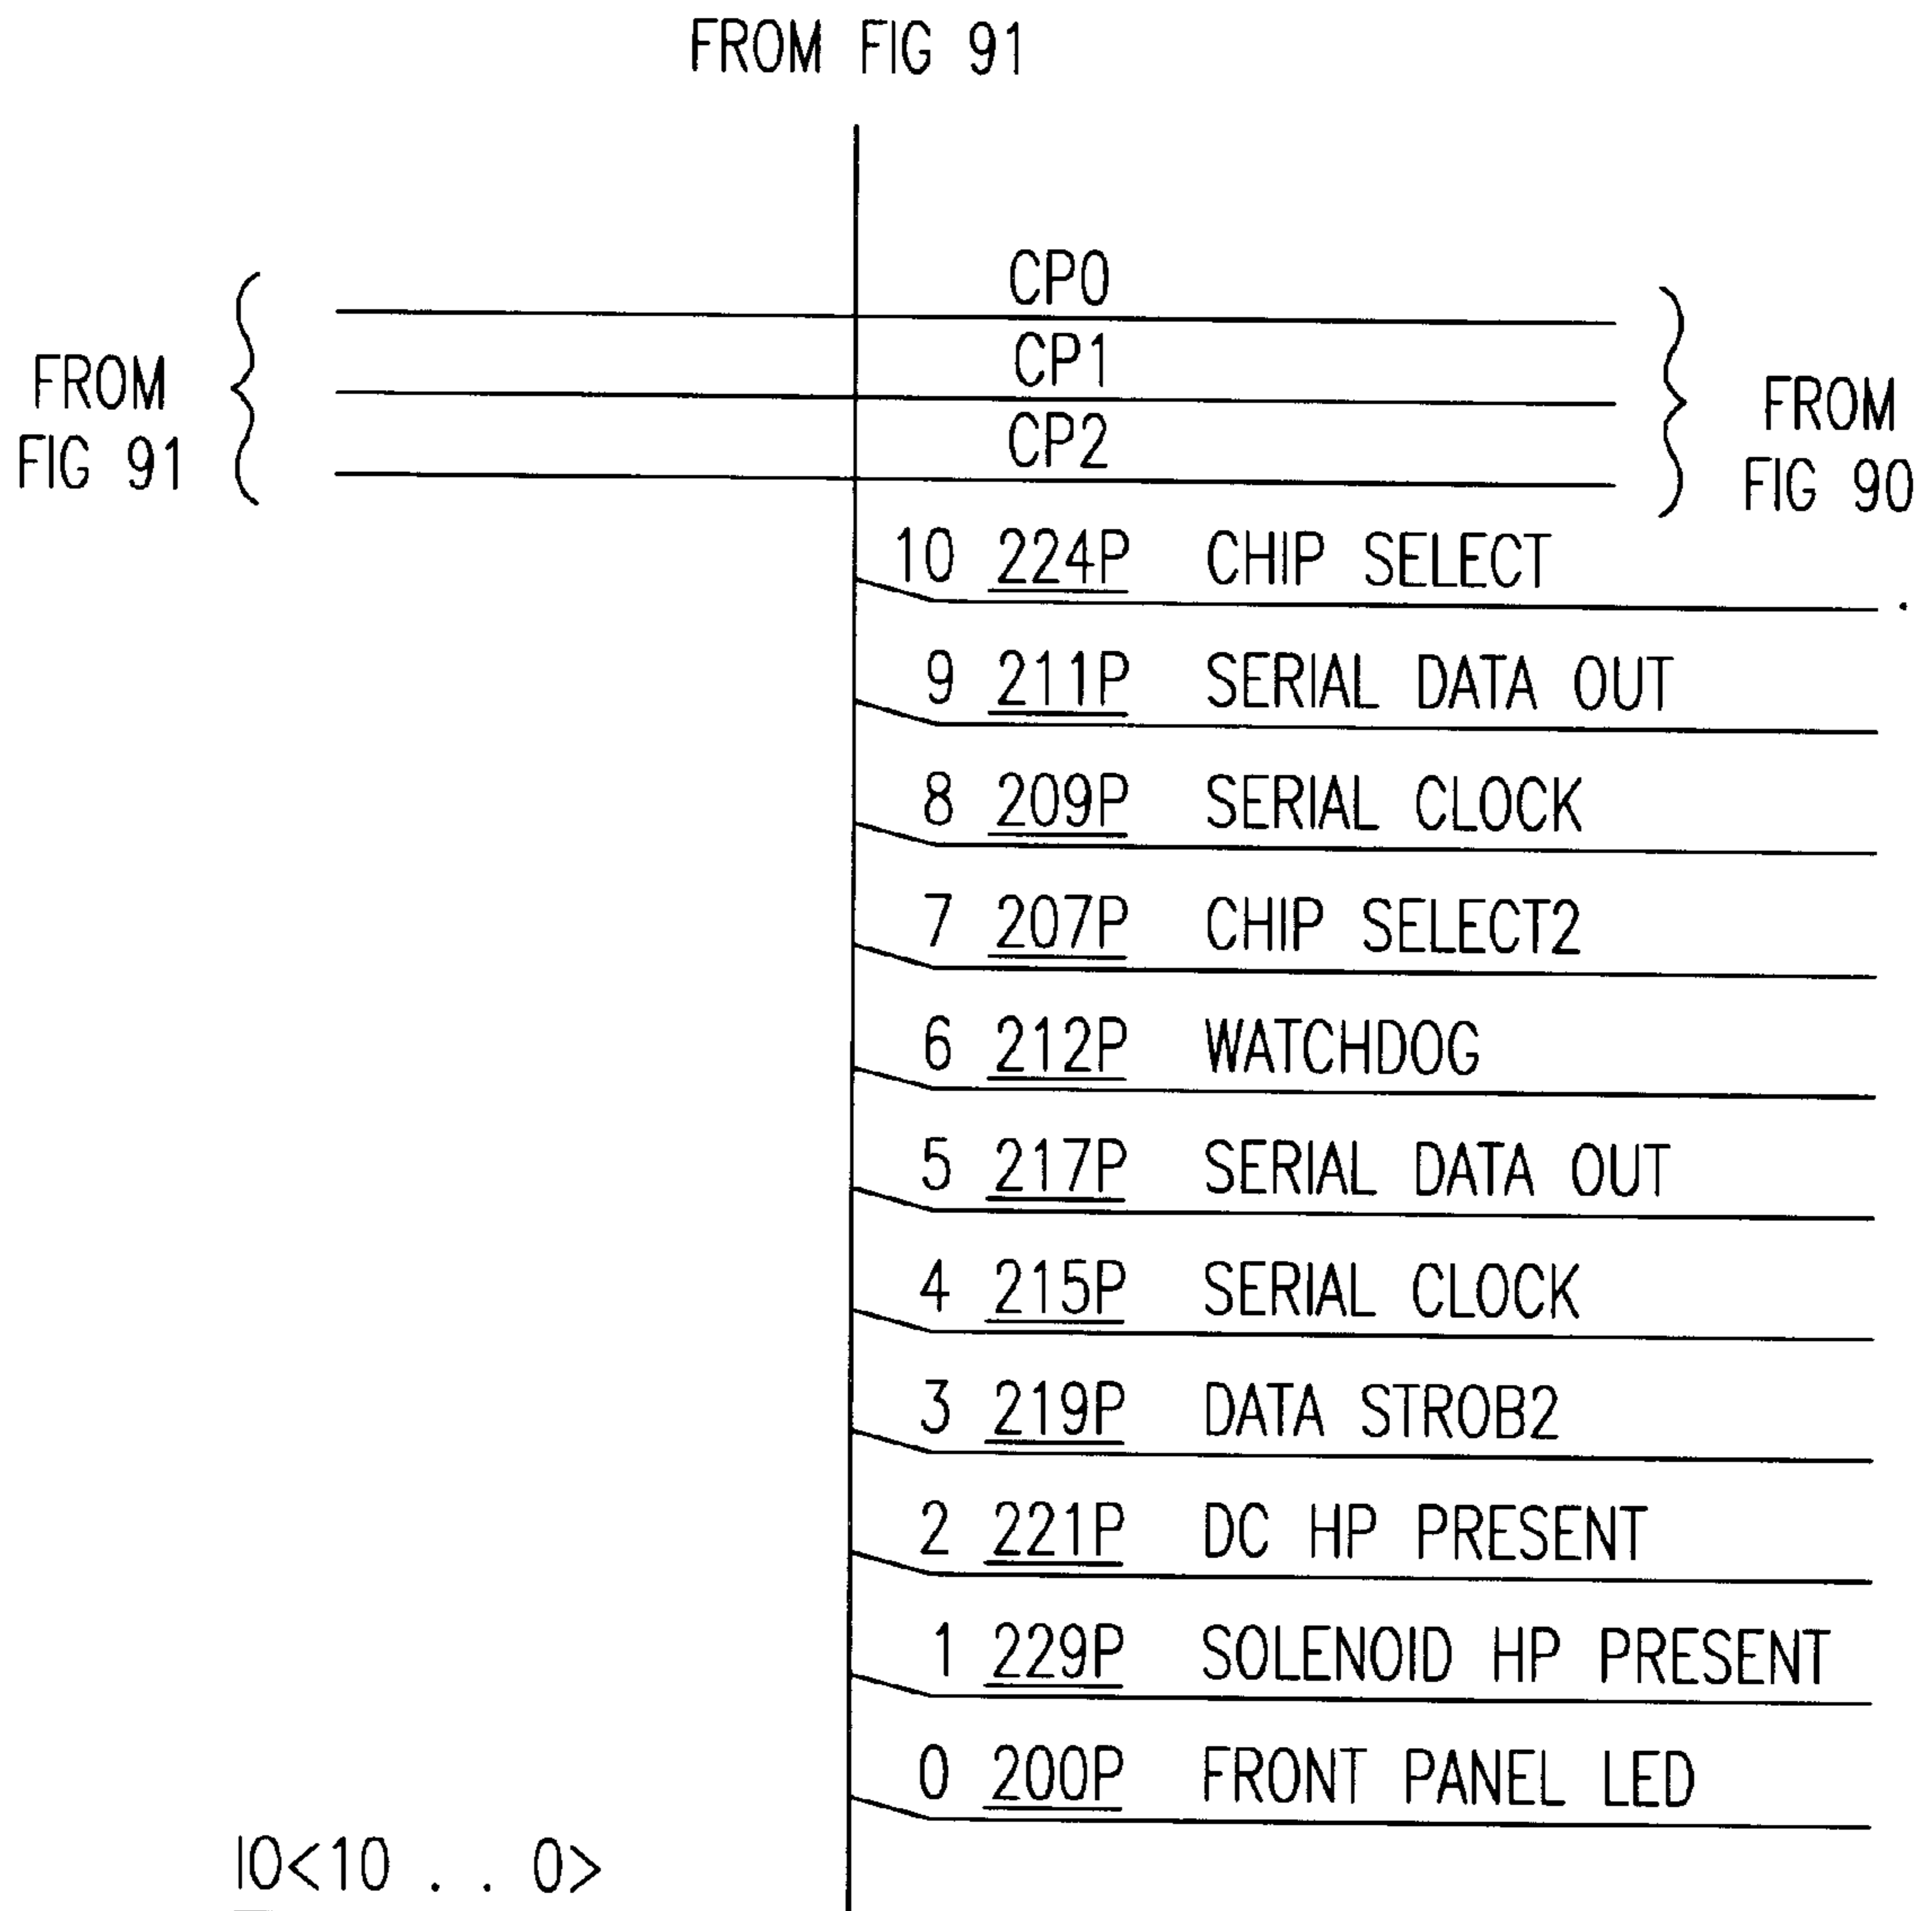 FROM FIG 91
CP0
CP1
CP2
FROM
FIG 91
FROM
FIG 90
10 224P CHIP SELECT
9 211P SERIAL DATA OUT
8 209P SERIAL CLOCK
7 207P CHIP SELECT2
6 212P WATCHDOG
5 217P SERIAL DATA OUT
4 215P SERIAL CLOCK
3 219P DATA STROB2
2 221P DC HP PRESENT
1 229P SOLENOID HP PRESENT
0 200P FRONT PANEL LED
IO<10 . . 0>